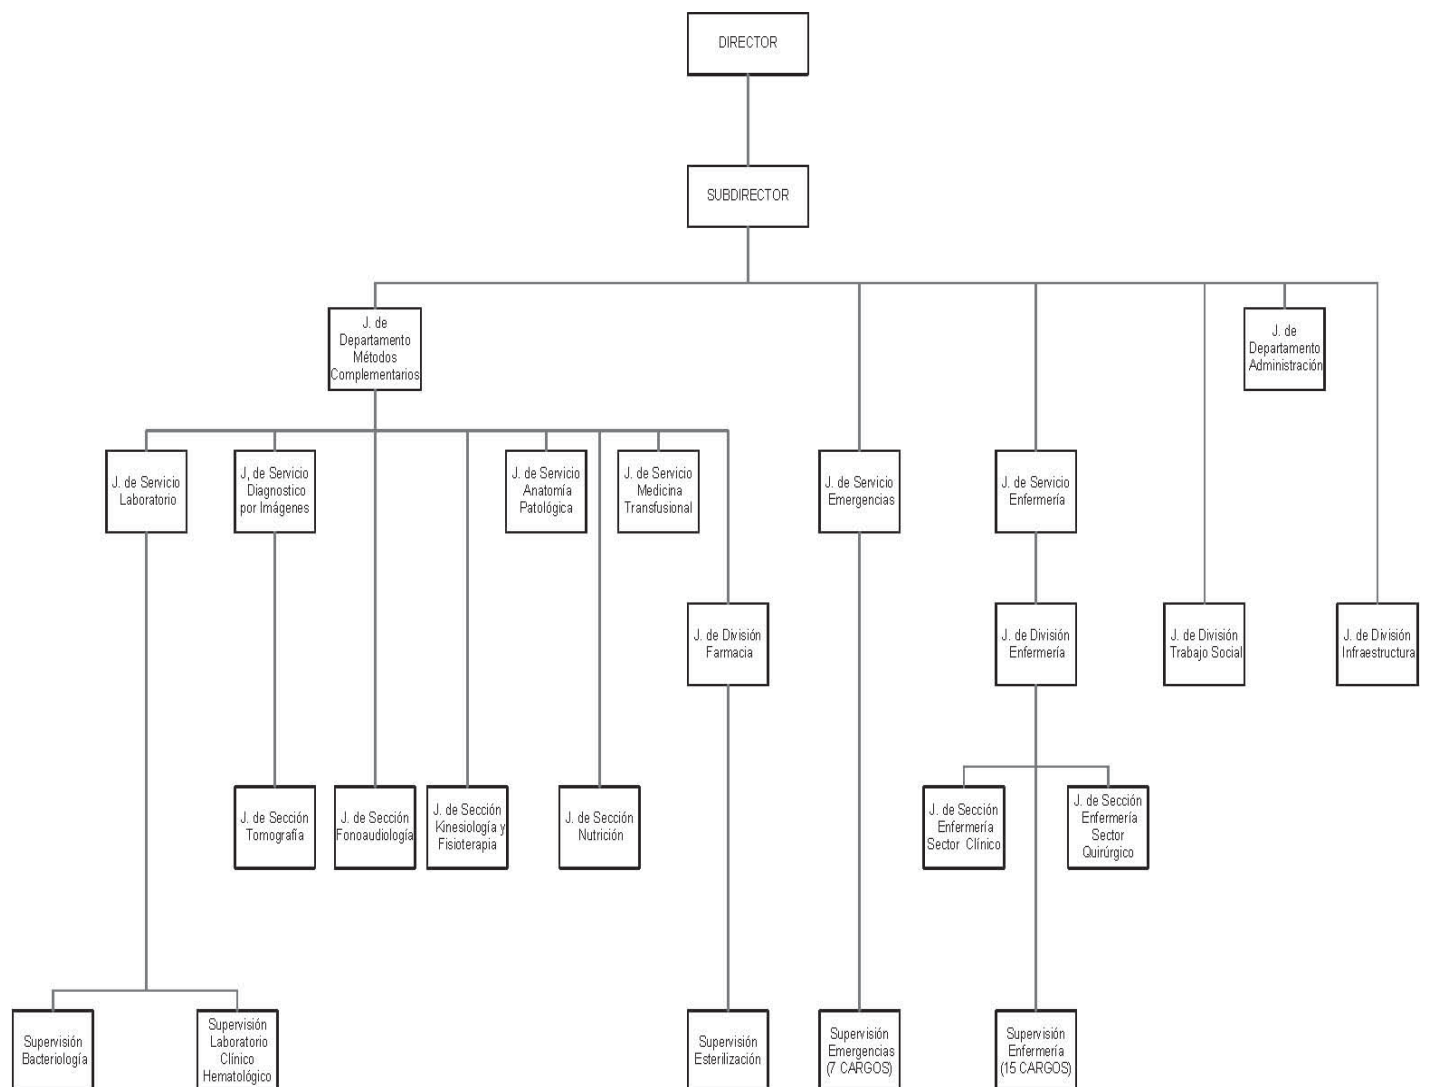 DIRECTOR
SUBDIRECTOR
J. de
Departamento
Métodos
Complementarios
J. de
Departamento
Administración
J. de Servicio
Laboratorio
J, de Servicio
Diagnostico
por Imágenes
J. de Servicio
Anatomía
Patológica
J. de Servicio
Medicina
Transfusional
J. de Servicio
Emergencias
J. de Servicio
Enfermería
J. de División
Farmacia
J. de División
Enfermería
J. de División
Trabajo Social
J. de División
Infraestructura
J. de Sección
Tomografía
J. de Sección
Fonoaudiología
J. de Sección
Kinesiología y
Fisioterapia
J. de Sección
Nutrición
J. de Sección
Enfermería
Sector Clínico
J. de Sección
Enfermería
Sector
Quirúrgico
Supervisión
Bacteriología
Supervisión
Laboratorio
Clínico
Hematológico
Supervisión
Esterilización
Supervisión
Emergencias
(7 CARGOS)
Supervisión
Enfermería
(15 CARGOS)